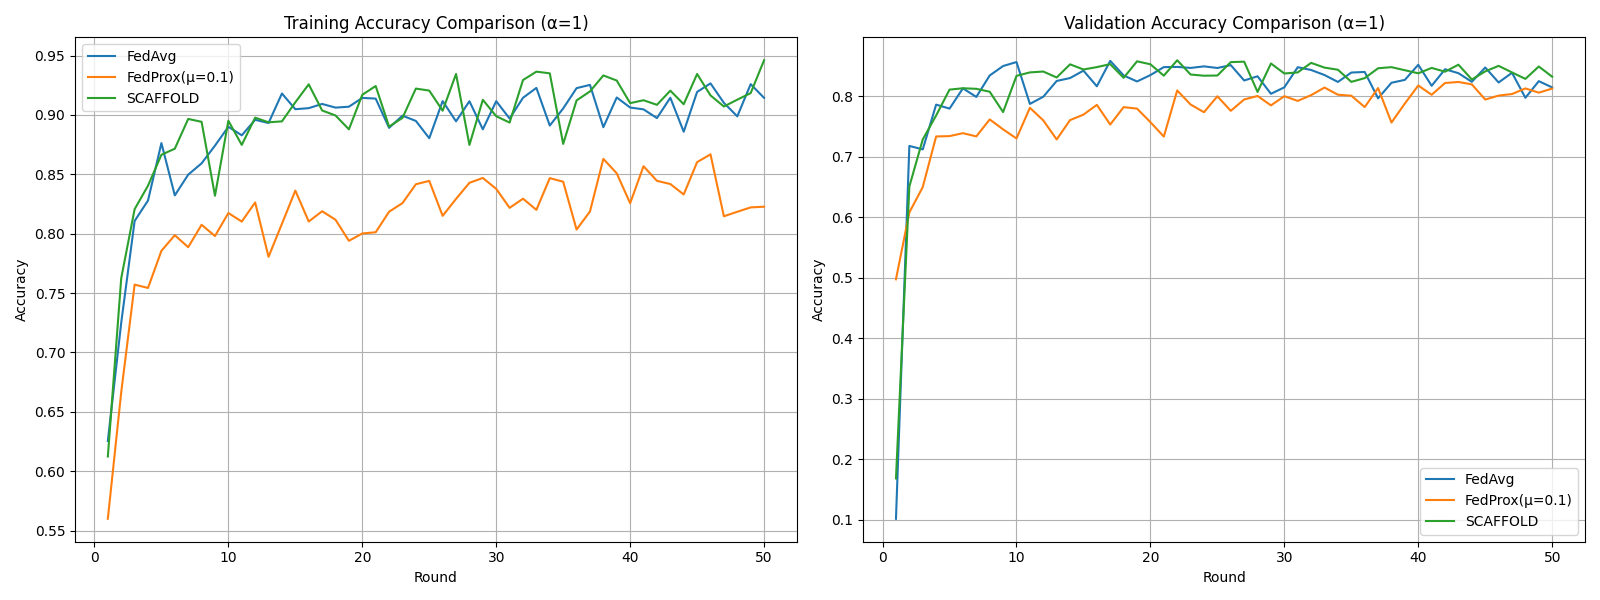 Training Accuracy Comparison (α=1)
FedAvg
FedProx(μ=0.1)
SCAFFOLD
0.95
0.90
0.85
0.80
0.75
0.70
0.65
0.60
0.55
Accuracy
0 10 20 30 40 50
Round
Validation Accuracy Comparison (α=1)
0.8
0.7
0.6
0.5
0.4
0.3
0.2
0.1
Accuracy
FedAvg
FedProx(μ=0.1)
SCAFFOLD
0 10 20 30 40 50
Round